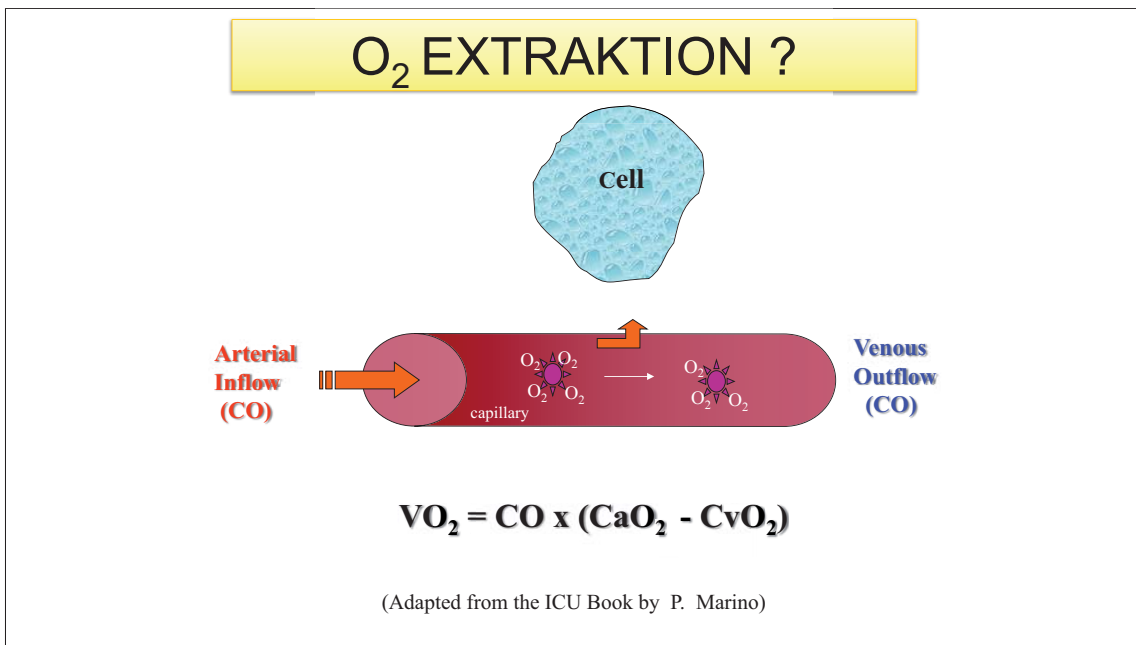 O₂ EXTRAKTION ?
Cell
Arterial
Inflow
(CO)
O₂ O₂
O₂ O₂
capillary
O₂
O₂ O₂
Venous
Outflow
(CO)
VO₂ = CO x (CaO₂ - CvO₂)
(Adapted from the ICU Book by P. Marino)